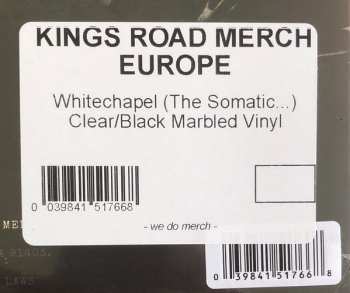 KINGS ROAD MERCH
EUROPE
Whitechapel (The Somatic...)
Clear/Black Marbled Vinyl
0 039841 517668
- we do merch -
0 39841 51766 8
LAWS